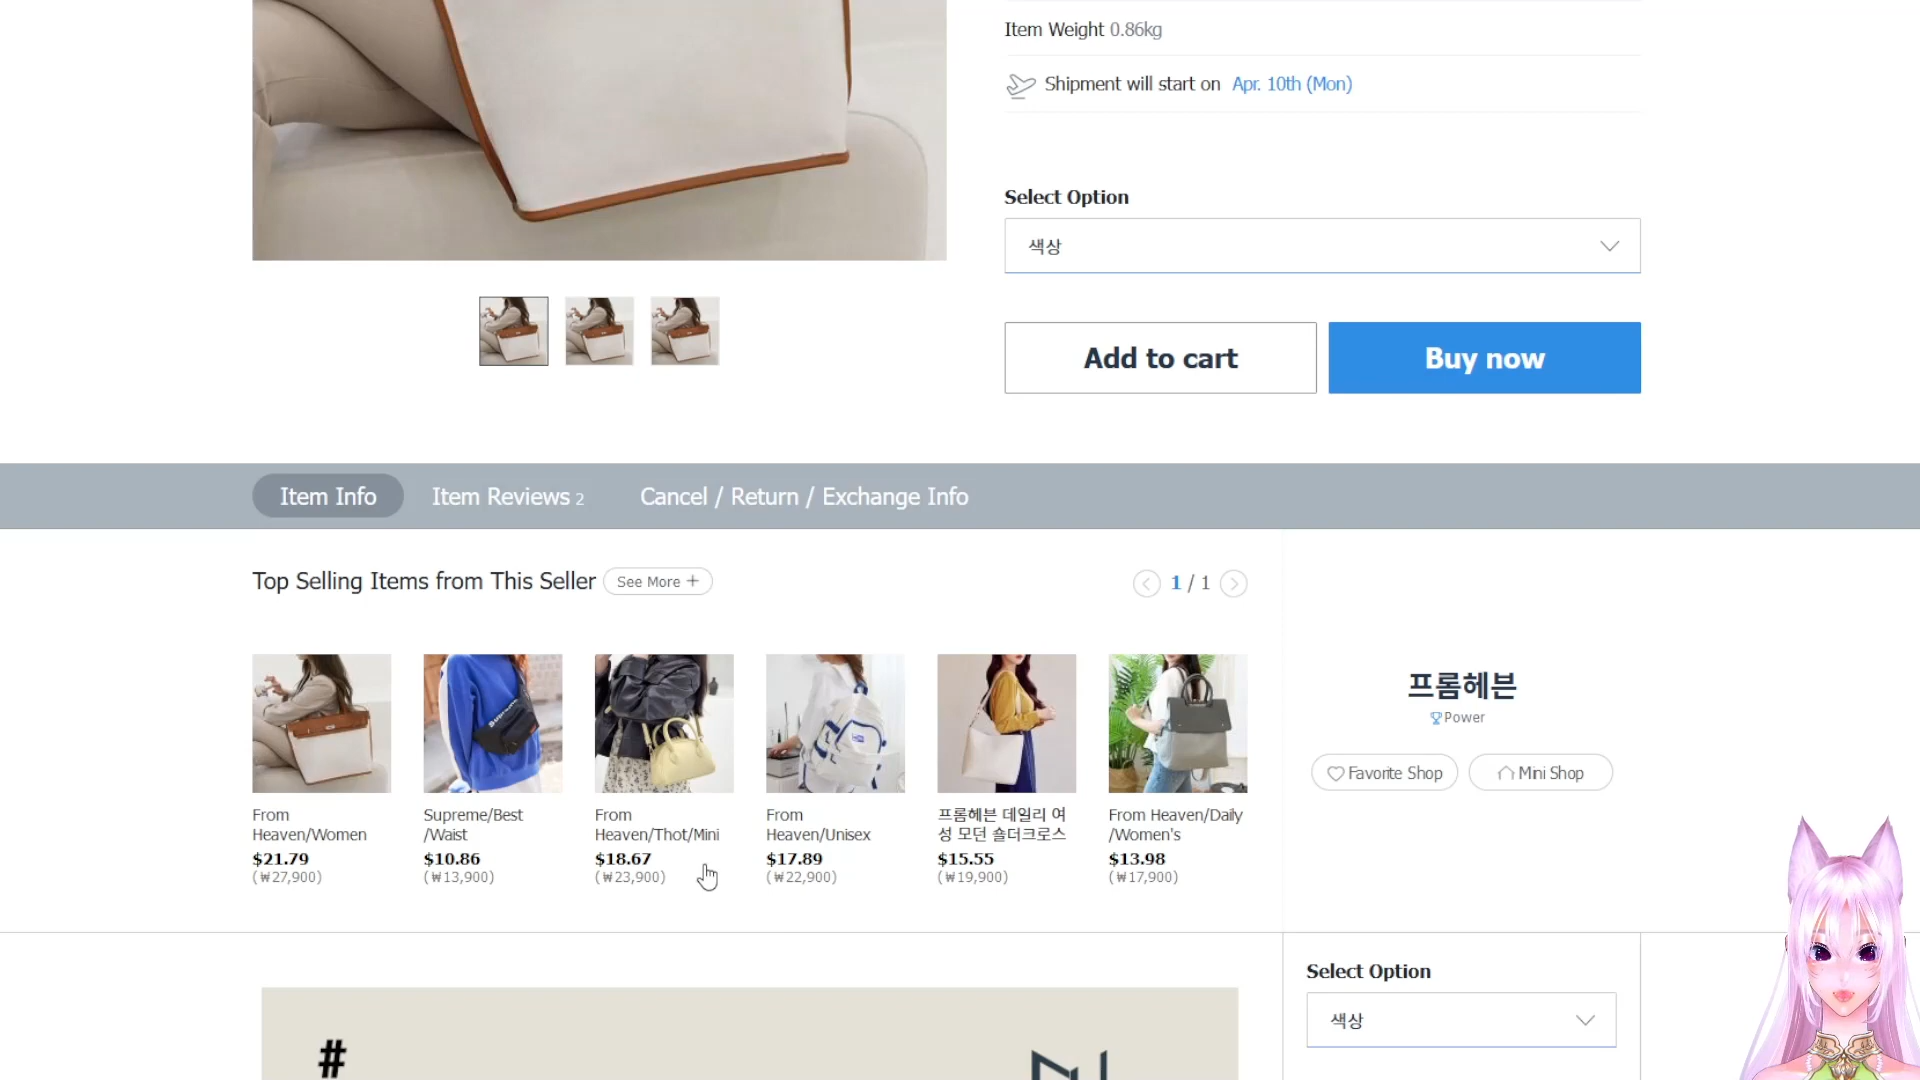 Item Weight 0.86kg
Shipment will start on Apr. 10th (Mon)
Select Option
색상
Add to cart
Buy now
Item Info
Item Reviews 2
Cancel / Return / Exchange Info
Top Selling Items from This Seller
See More +
1 / 1
From
Heaven/Women
$21.79
(₩27,900)
Supreme/Best
/Waist
$10.86
(₩13,900)
From
Heaven/Thot/Mini
$18.67
(₩23,900)
From
Heaven/Unisex
$17.89
(₩22,900)
프롬헤븐 데일리 여
성 모던 숄더크로스
$15.55
(₩19,900)
From Heaven/Daily
/Women's
$13.98
(₩17,900)
프롬헤븐
Power
Favorite Shop
Mini Shop
Select Option
색상
#